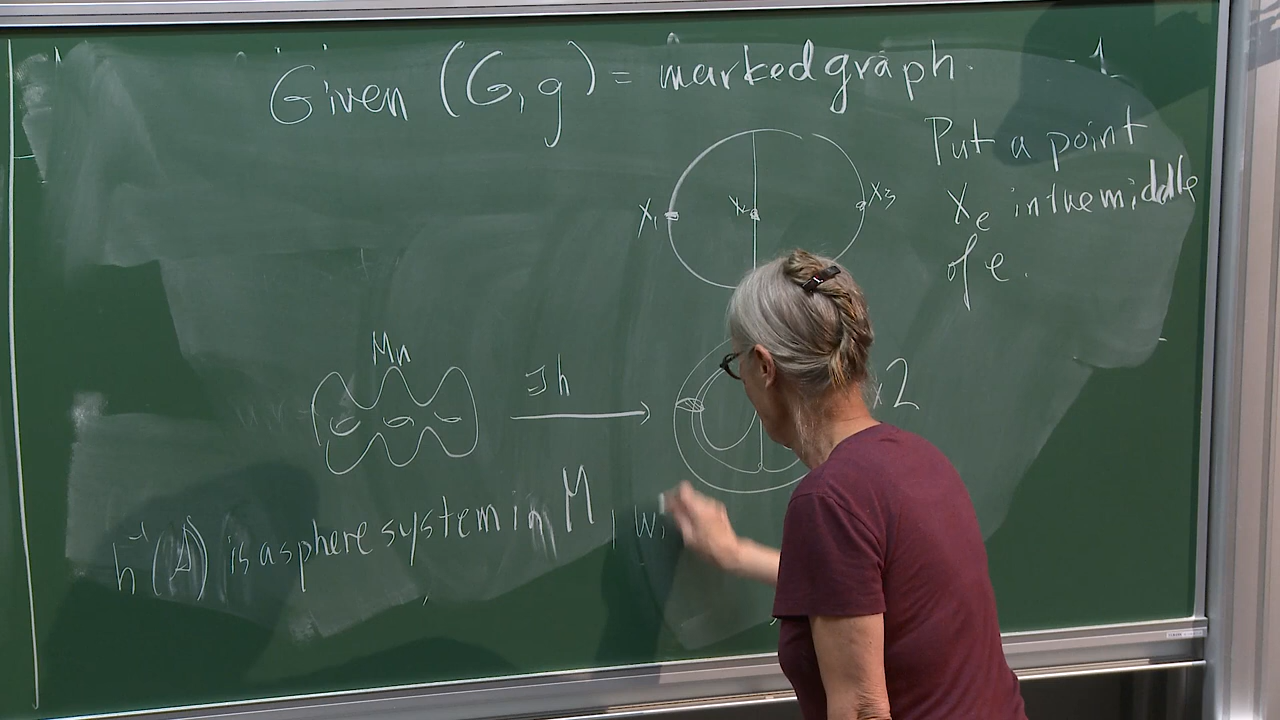 Given (G, g) = marked graph.
-1
Put a point
X₁
X₃
Xₑ in the middle
of e.
Mₙ
∃h
x2
h⁻¹(Δ) is a sphere system in M, w